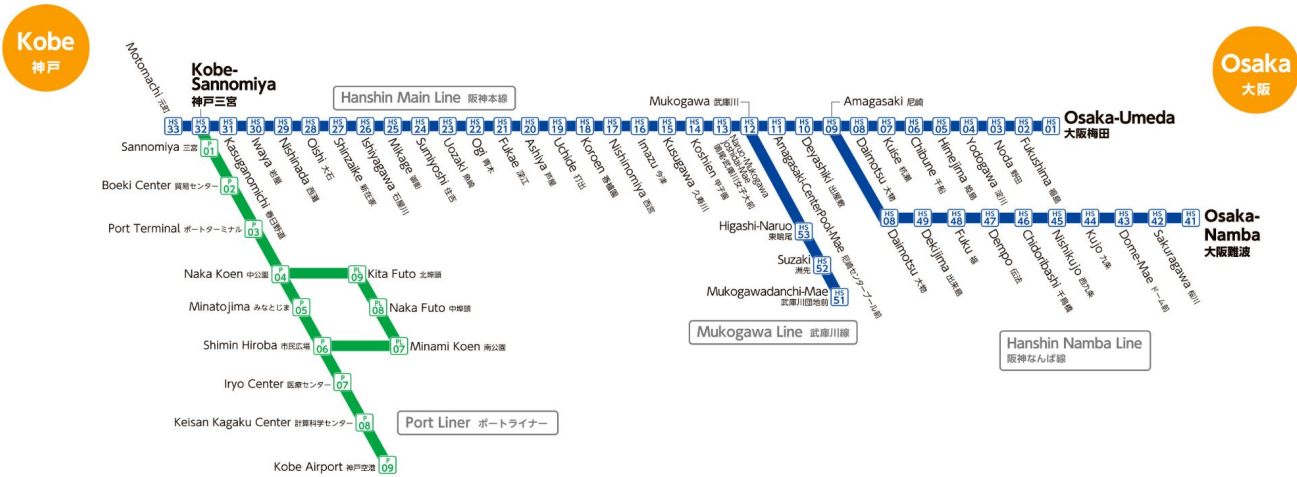 Kobe
神戸
Osaka
大阪
Hanshin Main Line 阪神本線
HS 33
Motomachi 元町
HS 32
Kobe-
Sannomiya
神戸三宮
HS 31
Kasuganomichi 春日野道
HS 30
Iwaya 岩屋
HS 29
Nishinada 西灘
HS 28
Oishi 大石
HS 27
Shinzaike 新在家
HS 26
Ishiyagawa 石屋川
HS 25
Mikage 御影
HS 24
Sumiyoshi 住吉
HS 23
Uozaki 魚崎
HS 22
Ogi 青木
HS 21
Fukae 深江
HS 20
Ashiya 芦屋
HS 19
Uchide 打出
HS 18
Koroen 香櫨園
HS 17
Nishinomiya 西宮
HS 16
Imazu 今津
HS 15
Kusugawa 久寿川
HS 14
Koshien 甲子園
HS 13
Naruo-Mukogawa
Joshidai-Mae
鳴尾・武庫川女子大前
HS 12
Mukogawa 武庫川
HS 11
Amagasaki-CenterPool-Mae 尼崎センタープール前
HS 10
Deyashiki 出屋敷
HS 09
Amagasaki 尼崎
HS 08
Daimotsu 大物
HS 07
Kuise 杭瀬
HS 06
Chibune 千船
HS 05
Himejima 姫島
HS 04
Yodogawa 淀川
HS 03
Noda 野田
HS 02
Fukushima 福島
HS 01
Osaka-Umeda
大阪梅田
HS 08
Daimotsu 大物
HS 49
Dekijima 出来島
HS 48
Fuku 福
HS 47
Dempo 伝法
HS 46
Chidoribashi 千鳥橋
HS 45
Nishikujo 西九条
HS 44
Kujo 九条
HS 43
Dome-Mae ドーム前
HS 42
Sakuragawa 桜川
HS 41
Osaka-
Namba
大阪難波
Hanshin Namba Line
阪神なんば線
Higashi-Naruo
東鳴尾
HS 53
Suzaki
洲先
HS 52
Mukogawadanchi-Mae
武庫川団地前
HS 51
Mukogawa Line 武庫川線
Sannomiya 三宮
P 01
Boeki Center 貿易センター
P 02
Port Terminal ポートターミナル
P 03
Naka Koen 中公園
P 04
PL 09
Kita Futo 北埠頭
Minatojima みなとじま
P 05
PL 08
Naka Futo 中埠頭
Shimin Hiroba 市民広場
P 06
PL 07
Minami Koen 南公園
Iryo Center 医療センター
P 07
Keisan Kagaku Center 計算科学センター
P 08
Port Liner ポートライナー
Kobe Airport 神戸空港
P 09